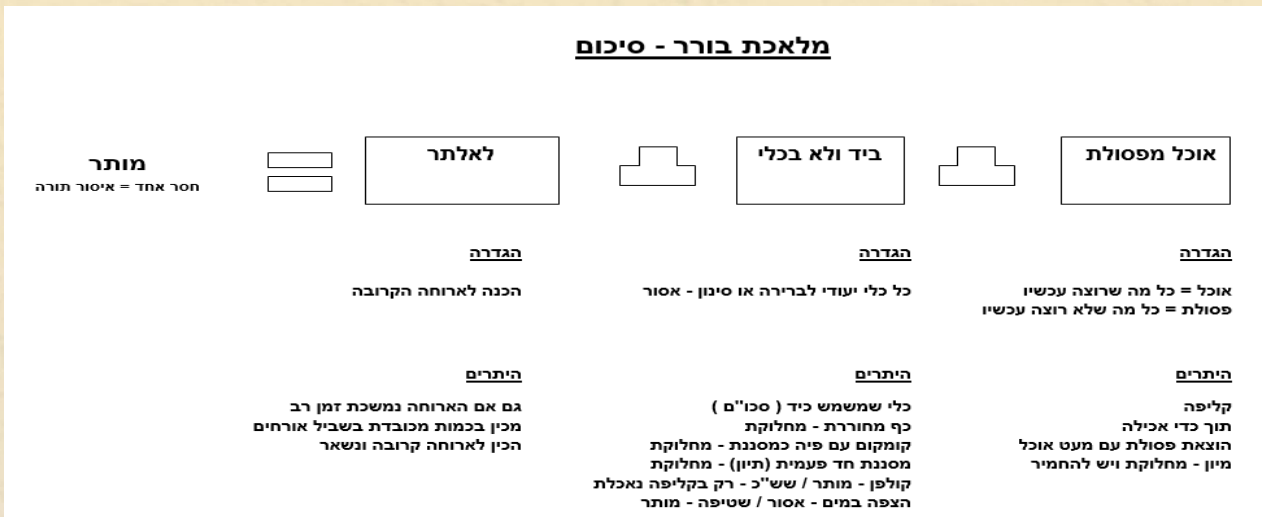 מלאכת בורר - סיכום
אוכל מפסולת
ביד ולא בכלי
לאלתר
מותר
חסר אחד = איסור תורה
הגדרה
אוכל = כל מה שרוצה עכשיו
פסולת = כל מה שלא רוצה עכשיו
היתרים
קליפה
תוך כדי אכילה
הוצאת פסולת עם מעט אוכל
מיון - מחלוקת ויש להחמיר
הגדרה
כל כלי יעודי לברירה או סינון - אסור
היתרים
כלי שמשמש כיד ( סכו"ם )
כף מחוררת - מחלוקת
קומקום עם פיה כמסננת - מחלוקת
מסננת חד פעמית (תיון) - מחלוקת
קולפן - מותר / שש"כ - רק בקליפה נאכלת
הצפה במים - אסור / שטיפה - מותר
הגדרה
הכנה לארוחה הקרובה
היתרים
גם אם הארוחה נמשכת זמן רב
מכין בכמות מכובדת בשביל אורחים
הכין לארוחה קרובה ונשאר